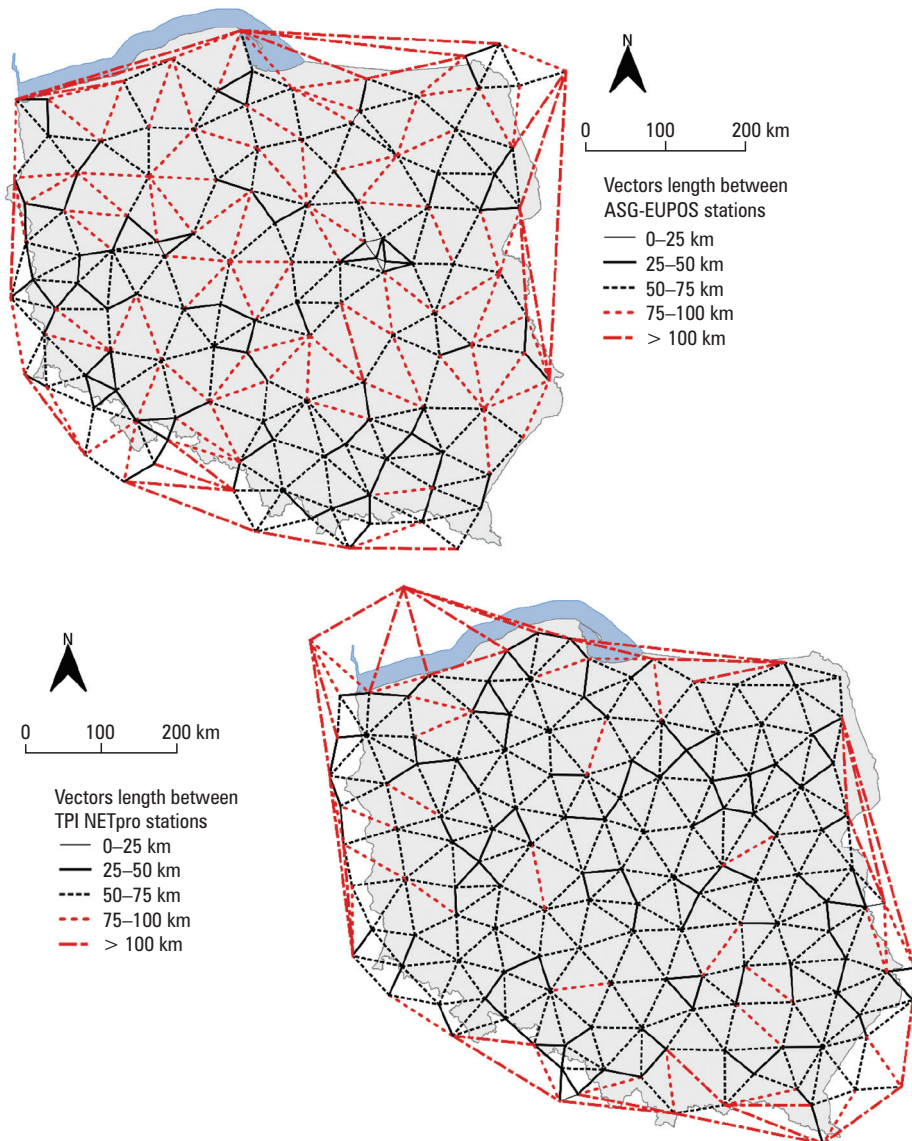 N
0 100 200 km
Vectors length between
ASG-EUPOS stations
0–25 km
25–50 km
50–75 km
75–100 km
> 100 km
N
0 100 200 km
Vectors length between
TPI NETpro stations
0–25 km
25–50 km
50–75 km
75–100 km
> 100 km